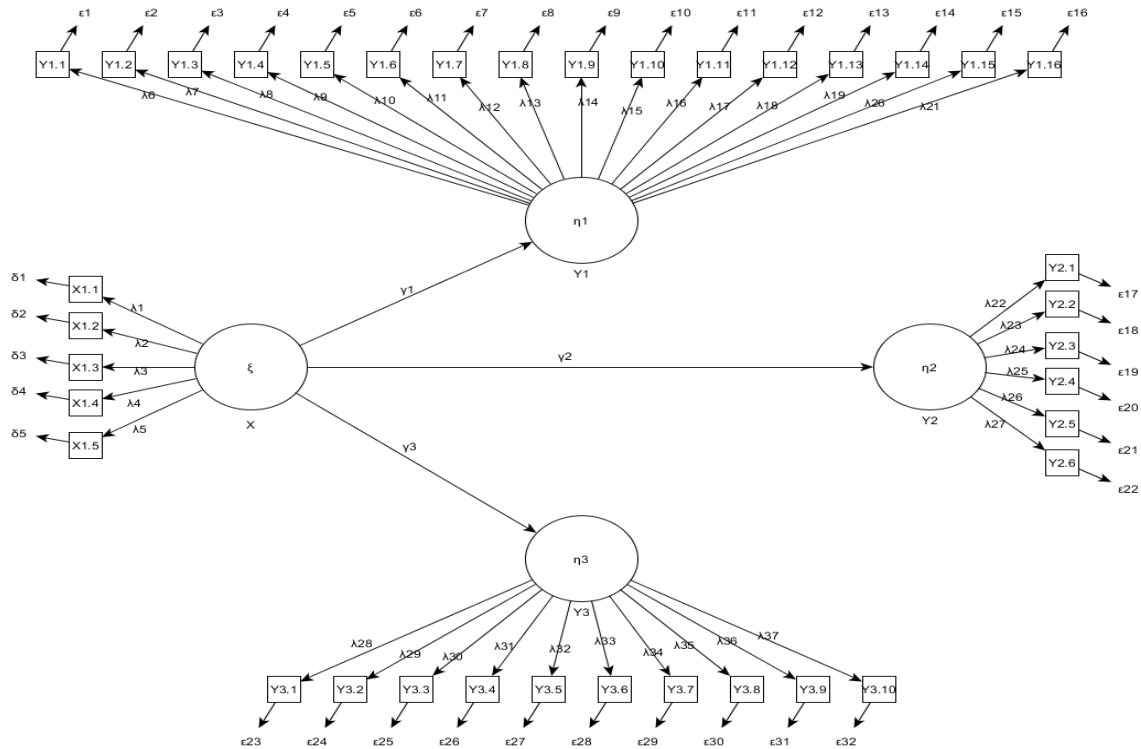 ε1 ε2 ε3 ε4 ε5 ε6 ε7 ε8 ε9 ε10 ε11 ε12 ε13 ε14 ε15 ε16
Y1.1 Y1.2 Y1.3 Y1.4 Y1.5 Y1.6 Y1.7 Y1.8 Y1.9 Y1.10 Y1.11 Y1.12 Y1.13 Y1.14 Y1.15 Y1.16
λ6 λ7 λ8 λ9 λ10 λ11 λ12 λ13 λ14 λ15 λ16 λ17 λ18 λ19 λ20 λ21
η1
Y1
δ1 X1.1 λ1
δ2 X1.2 λ2
δ3 X1.3 λ3
δ4 X1.4 λ4
δ5 X1.5 λ5
ξ
X
γ1
γ2
γ3
η2
Y2
λ22 Y2.1 ε17
λ23 Y2.2 ε18
λ24 Y2.3 ε19
λ25 Y2.4 ε20
λ26 Y2.5 ε21
λ27 Y2.6 ε22
η3
Y3
λ28 λ29 λ30 λ31 λ32 λ33 λ34 λ35 λ36 λ37
Y3.1 Y3.2 Y3.3 Y3.4 Y3.5 Y3.6 Y3.7 Y3.8 Y3.9 Y3.10
ε23 ε24 ε25 ε26 ε27 ε28 ε29 ε30 ε31 ε32